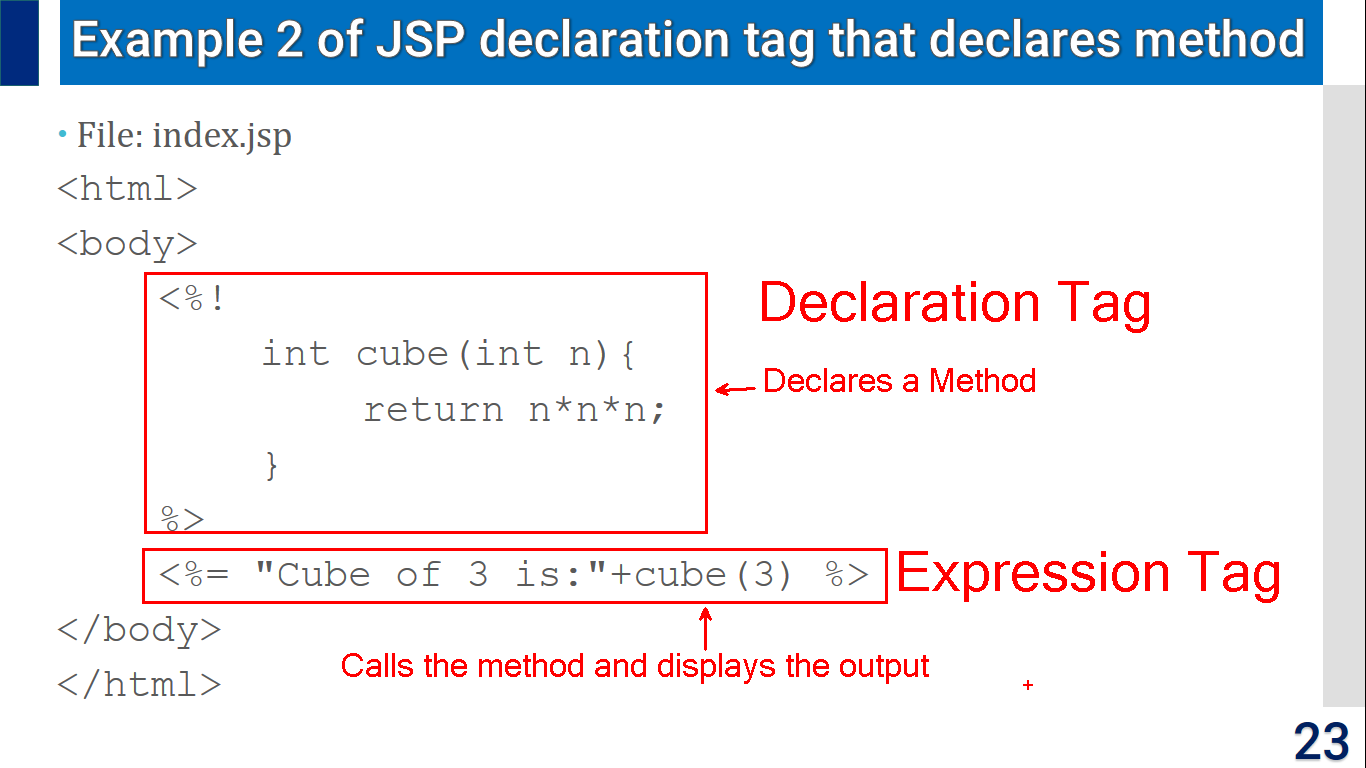 Example 2 of JSP declaration tag that declares method
• File: index.jsp
<html>
<body>
<%!
int cube(int n){
return n*n*n;
}
%>
Declaration Tag
Declares a Method
<%= "Cube of 3 is:"+cube(3) %>
Expression Tag
</body>
Calls the method and displays the output
</html>
23